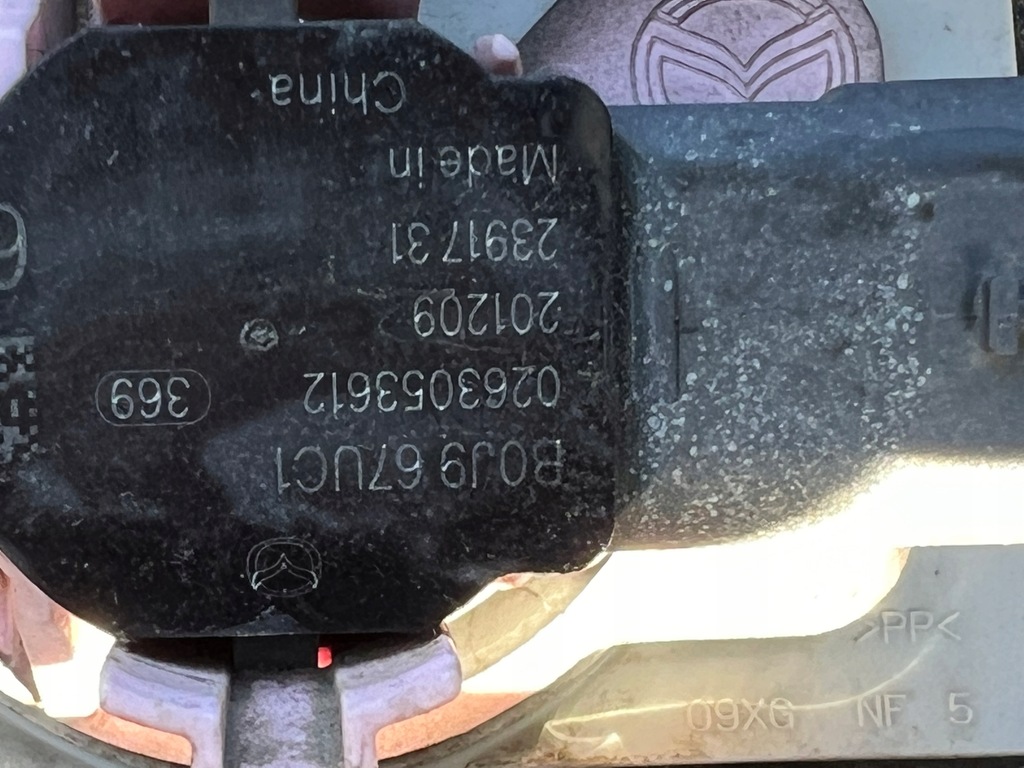 B0J9 67UC1
0263053612
369
201209
23917 31
Made in
China
>PP<
09XG NF 5